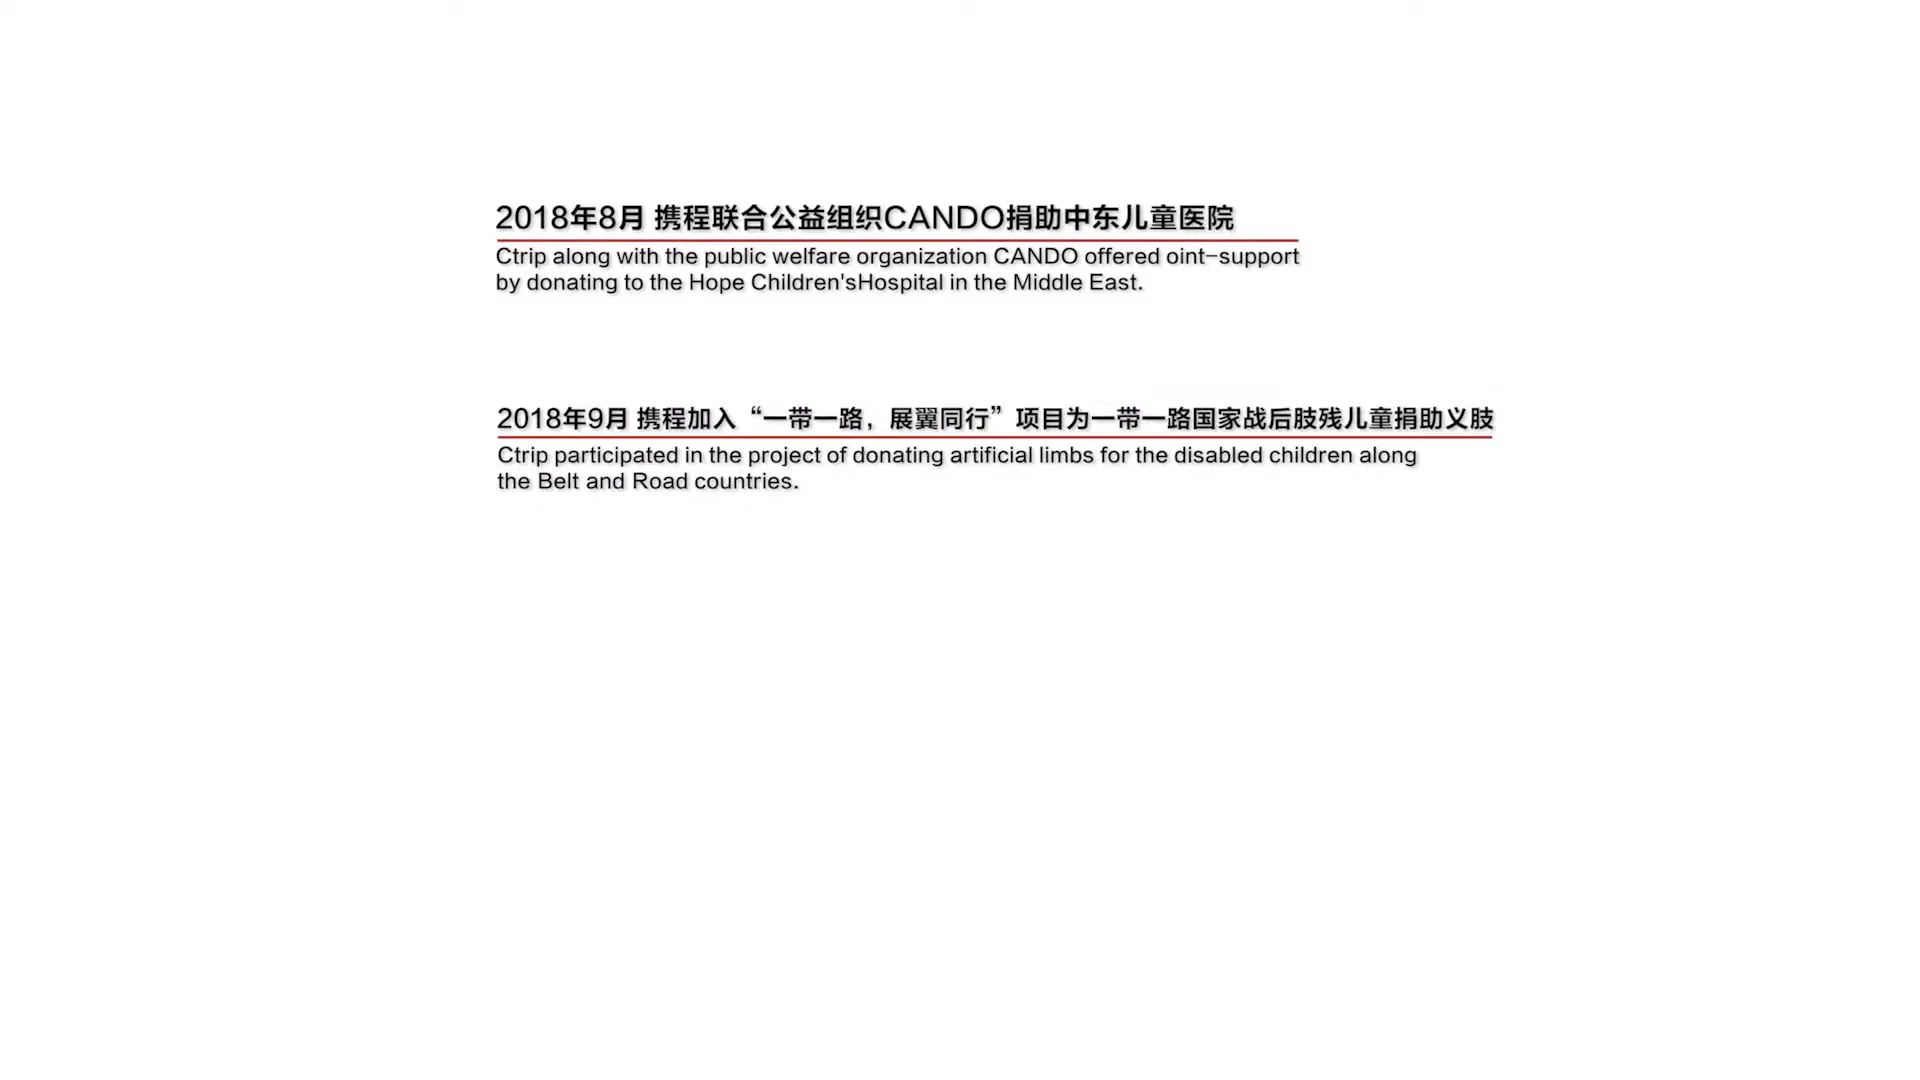 2018年8月 携程联合公益组织CANDO捐助中东儿童医院
Ctrip along with the public welfare organization CANDO offered oint-support
by donating to the Hope Children'sHospital in the Middle East.
2018年9月 携程加入“一带一路，展翼同行”项目为一带一路国家战后肢残儿童捐助义肢
Ctrip participated in the project of donating artificial limbs for the disabled children along
the Belt and Road countries.